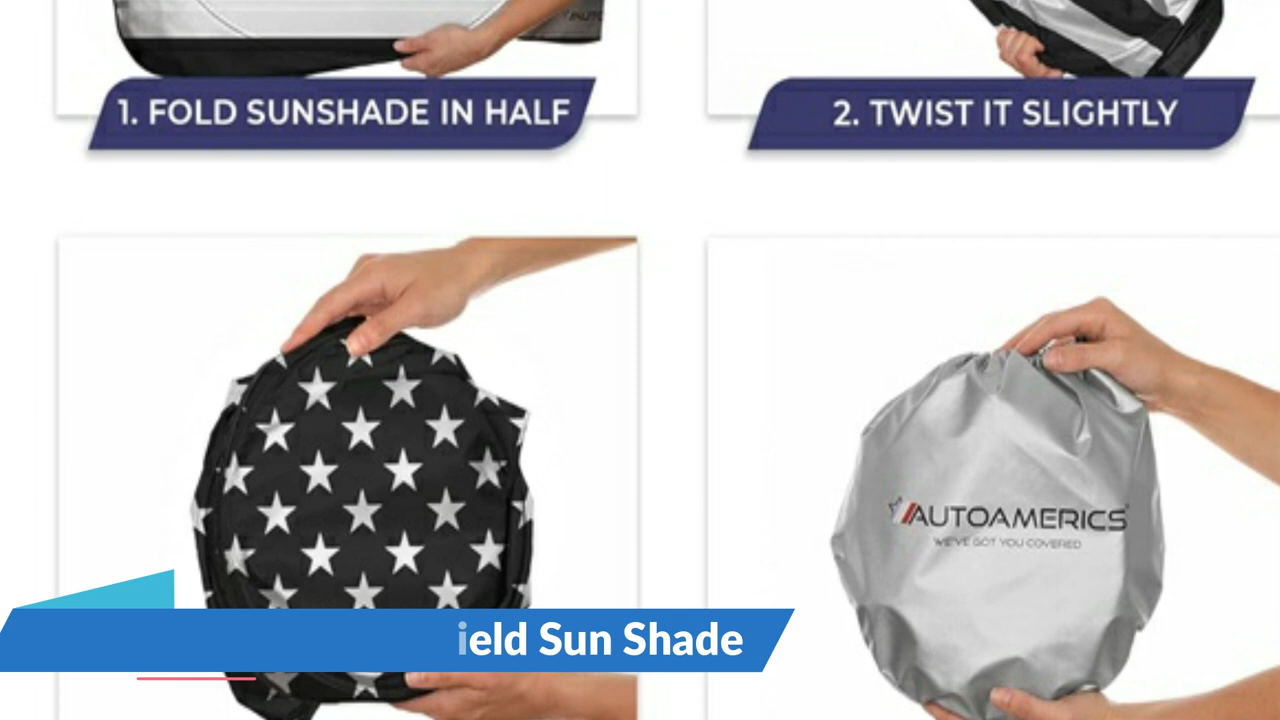 1. FOLD SUNSHADE IN HALF
2. TWIST IT SLIGHTLY
AUTOAMERICS
WE'VE GOT YOU COVERED
ield Sun Shade